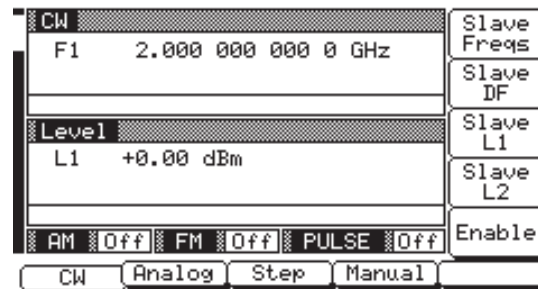 CW
F1 2.000 000 000 0 GHz
Level
L1 +0.00 dBm
AM Off FM Off PULSE Off
Slave
Freqs
Slave
DF
Slave
L1
Slave
L2
Enable
CW Analog Step Manual